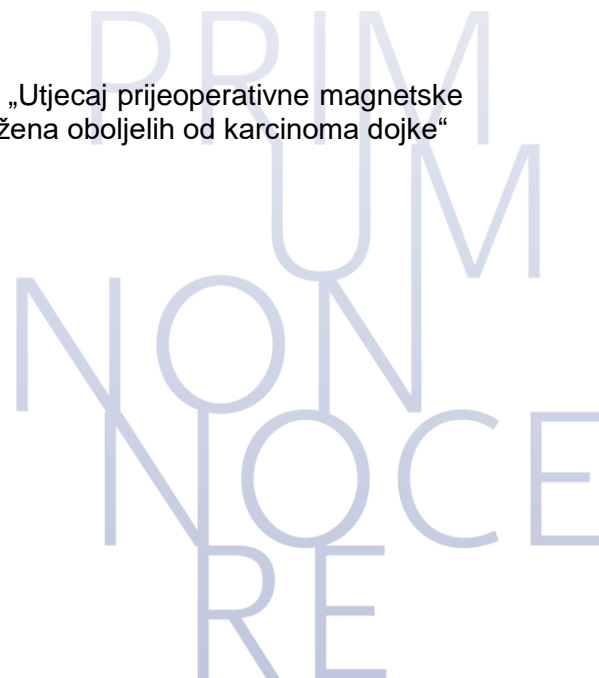 „Utjecaj prijeoperativne magnetske
žena oboljelih od karcinoma dojke“
PRIM
UM
NON
NOCE
RE